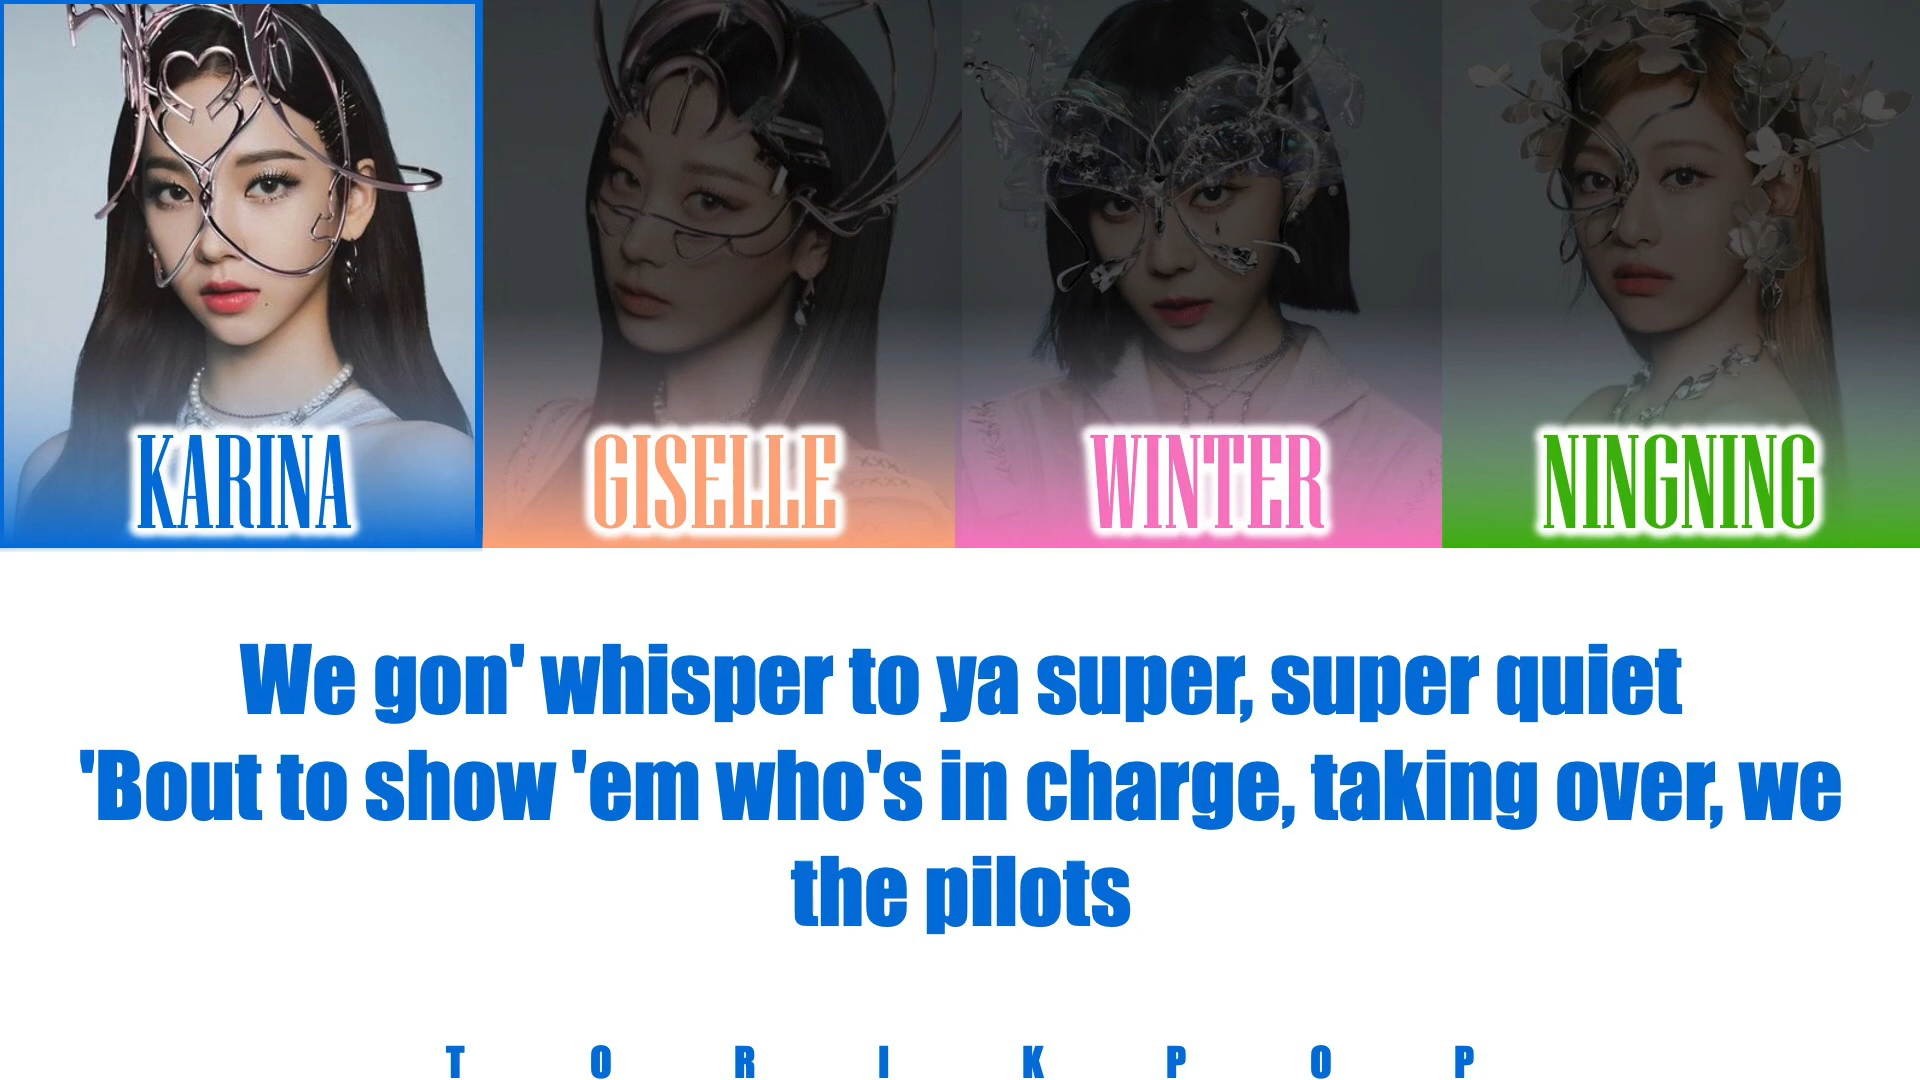 KARINA
GISELLE
WINTER
NINGNING
We gon' whisper to ya super, super quiet
'Bout to show 'em who's in charge, taking over, we
the pilots
T O R I K P O P